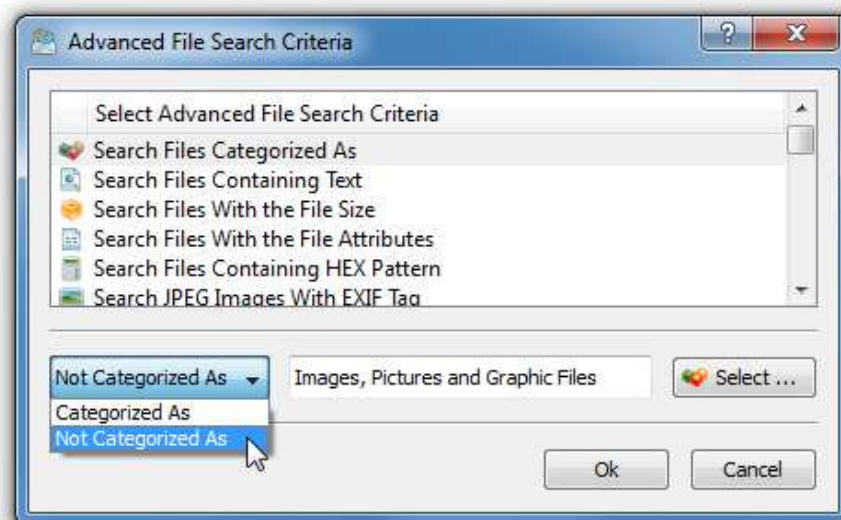 Advanced File Search Criteria
?
Select Advanced File Search Criteria
Search Files Categorized As
Search Files Containing Text
Search Files With the File Size
Search Files With the File Attributes
Search Files Containing HEX Pattern
Search JPEG Images With EXIF Tag
Not Categorized As Images, Pictures and Graphic Files Select ...
Categorized As
Not Categorized As
Ok Cancel